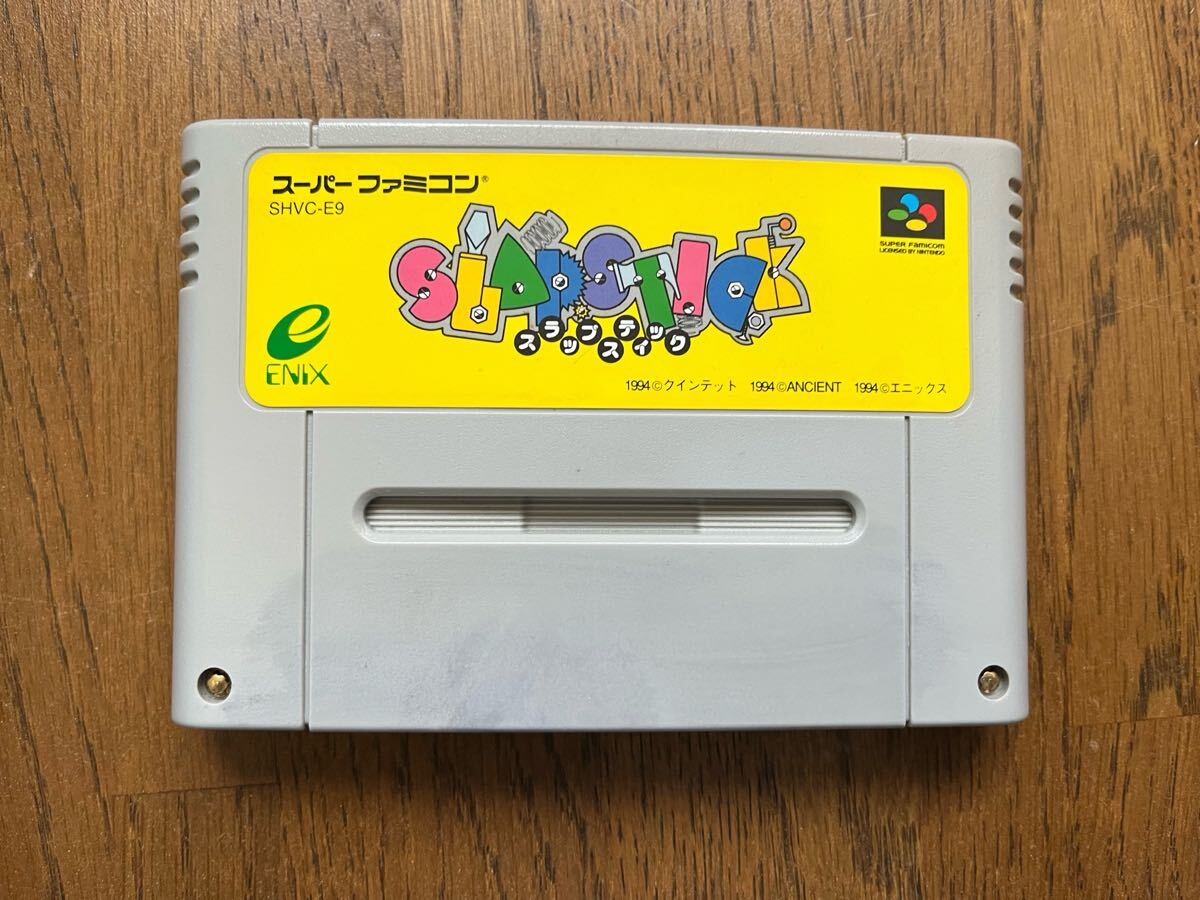 スーパーファミコン®
SHVC-E9
SUPER FAMICOM
LICENSED BY NINTENDO
SLAPSTICK
スラップスティック
e
ENIX
1994©クインテット 1994©ANCIENT 1994©エニックス